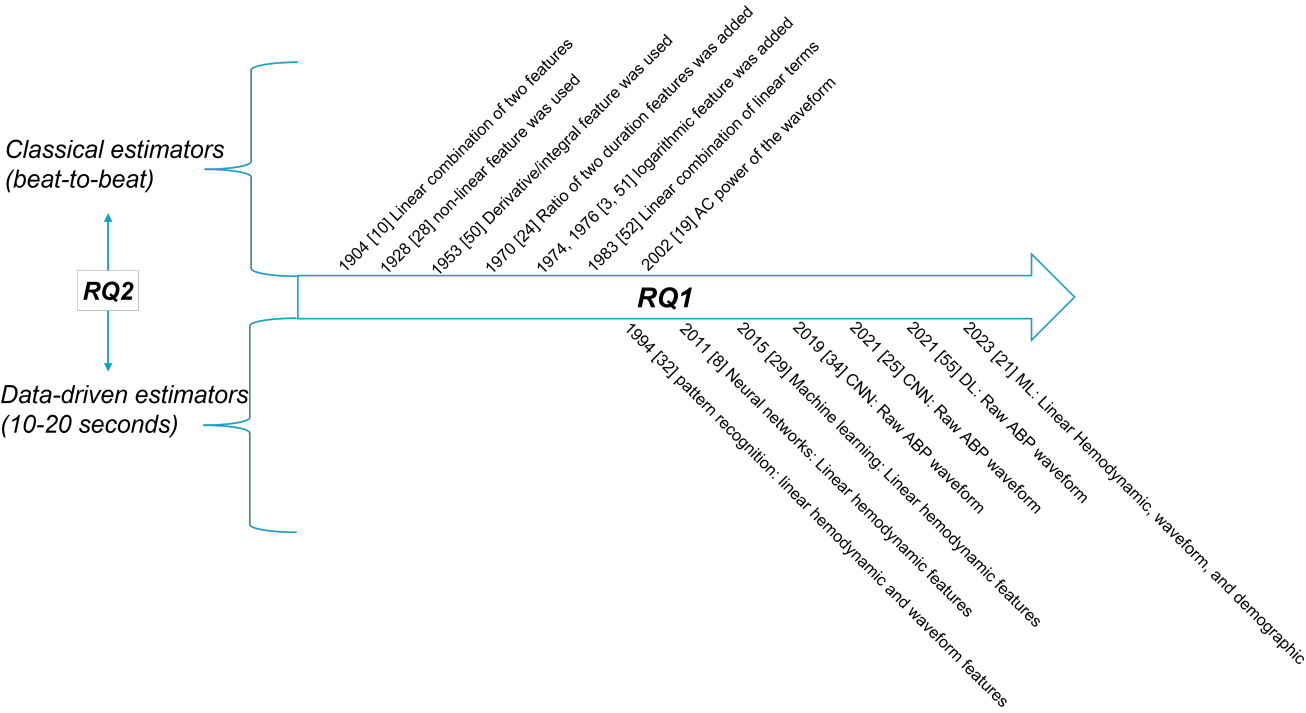 Classical estimators
(beat-to-beat)
RQ2
Data-driven estimators
(10-20 seconds)
1904 [10] Linear combination of two features
1928 [28] non-linear feature was used
1953 [50] Derivative/integral feature was used
1970 [24] Ratio of two duration features was added
1974, 1976 [3, 51] logarithmic feature was added
1983 [52] Linear combination of linear terms
2002 [19] AC power of the waveform
RQ1
1994 [32] pattern recognition: linear hemodynamic and waveform features
2011 [8] Neural networks: Linear hemodynamic features
2015 [29] Machine learning: Linear hemodynamic features
2019 [34] CNN: Raw ABP waveform
2021 [25] CNN: Raw ABP waveform
2021 [55] DL: Raw ABP waveform
2023 [21] ML: Linear Hemodynamic, waveform, and demographic